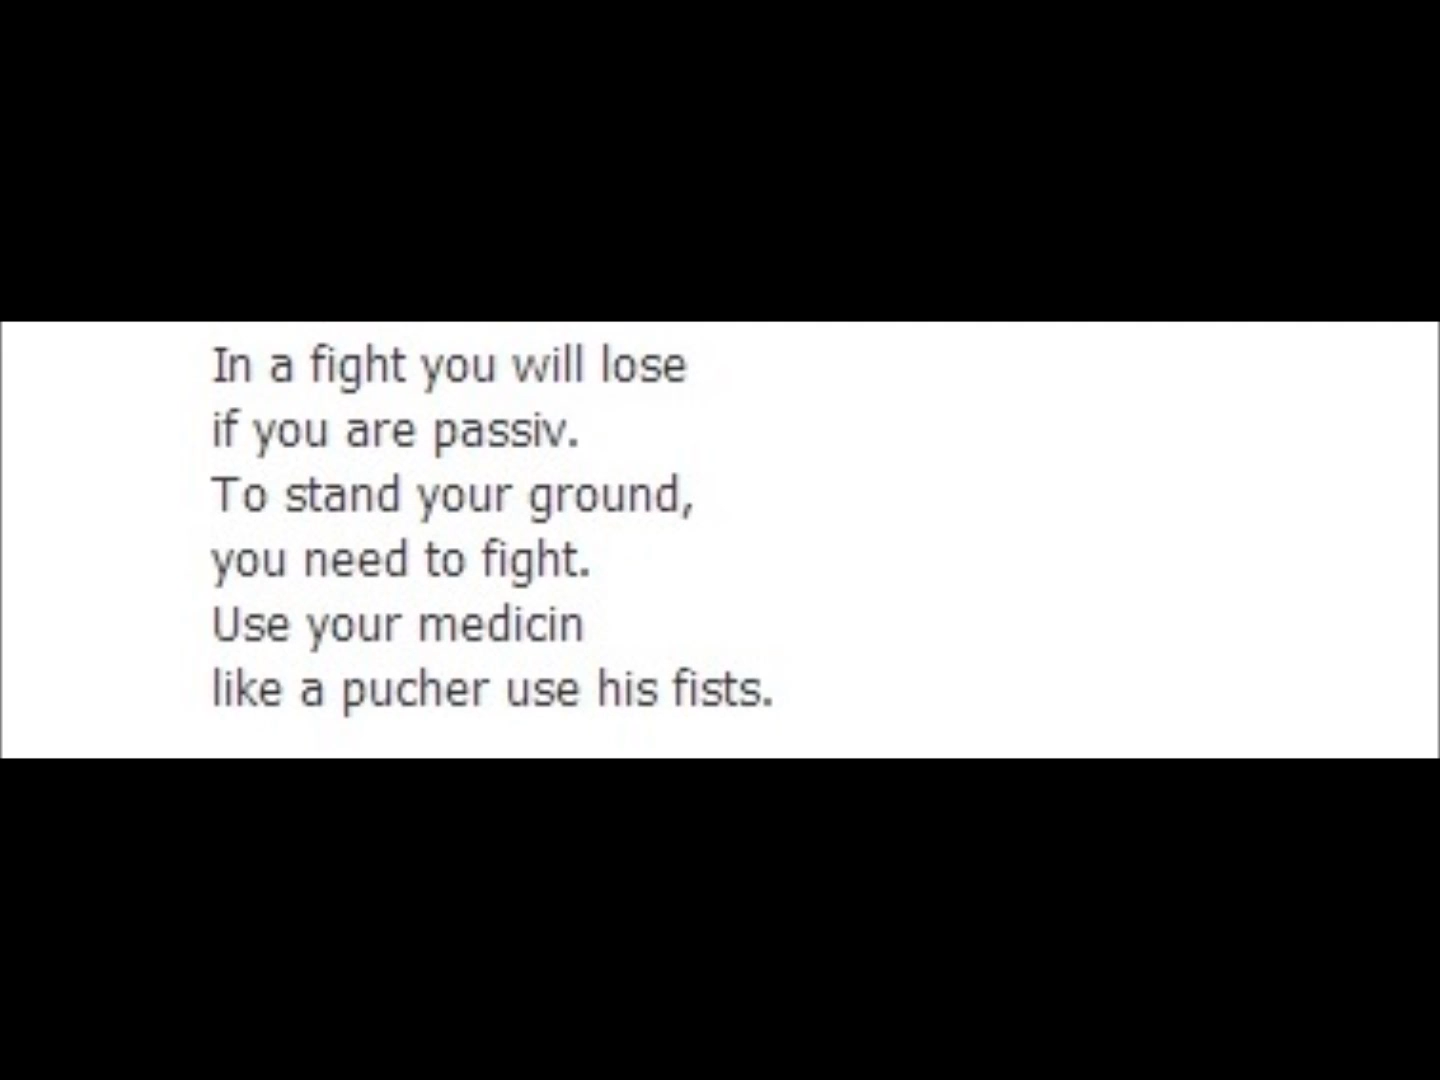 In a fight you will lose
if you are passiv.
To stand your ground,
you need to fight.
Use your medicin
like a pucher use his fists.